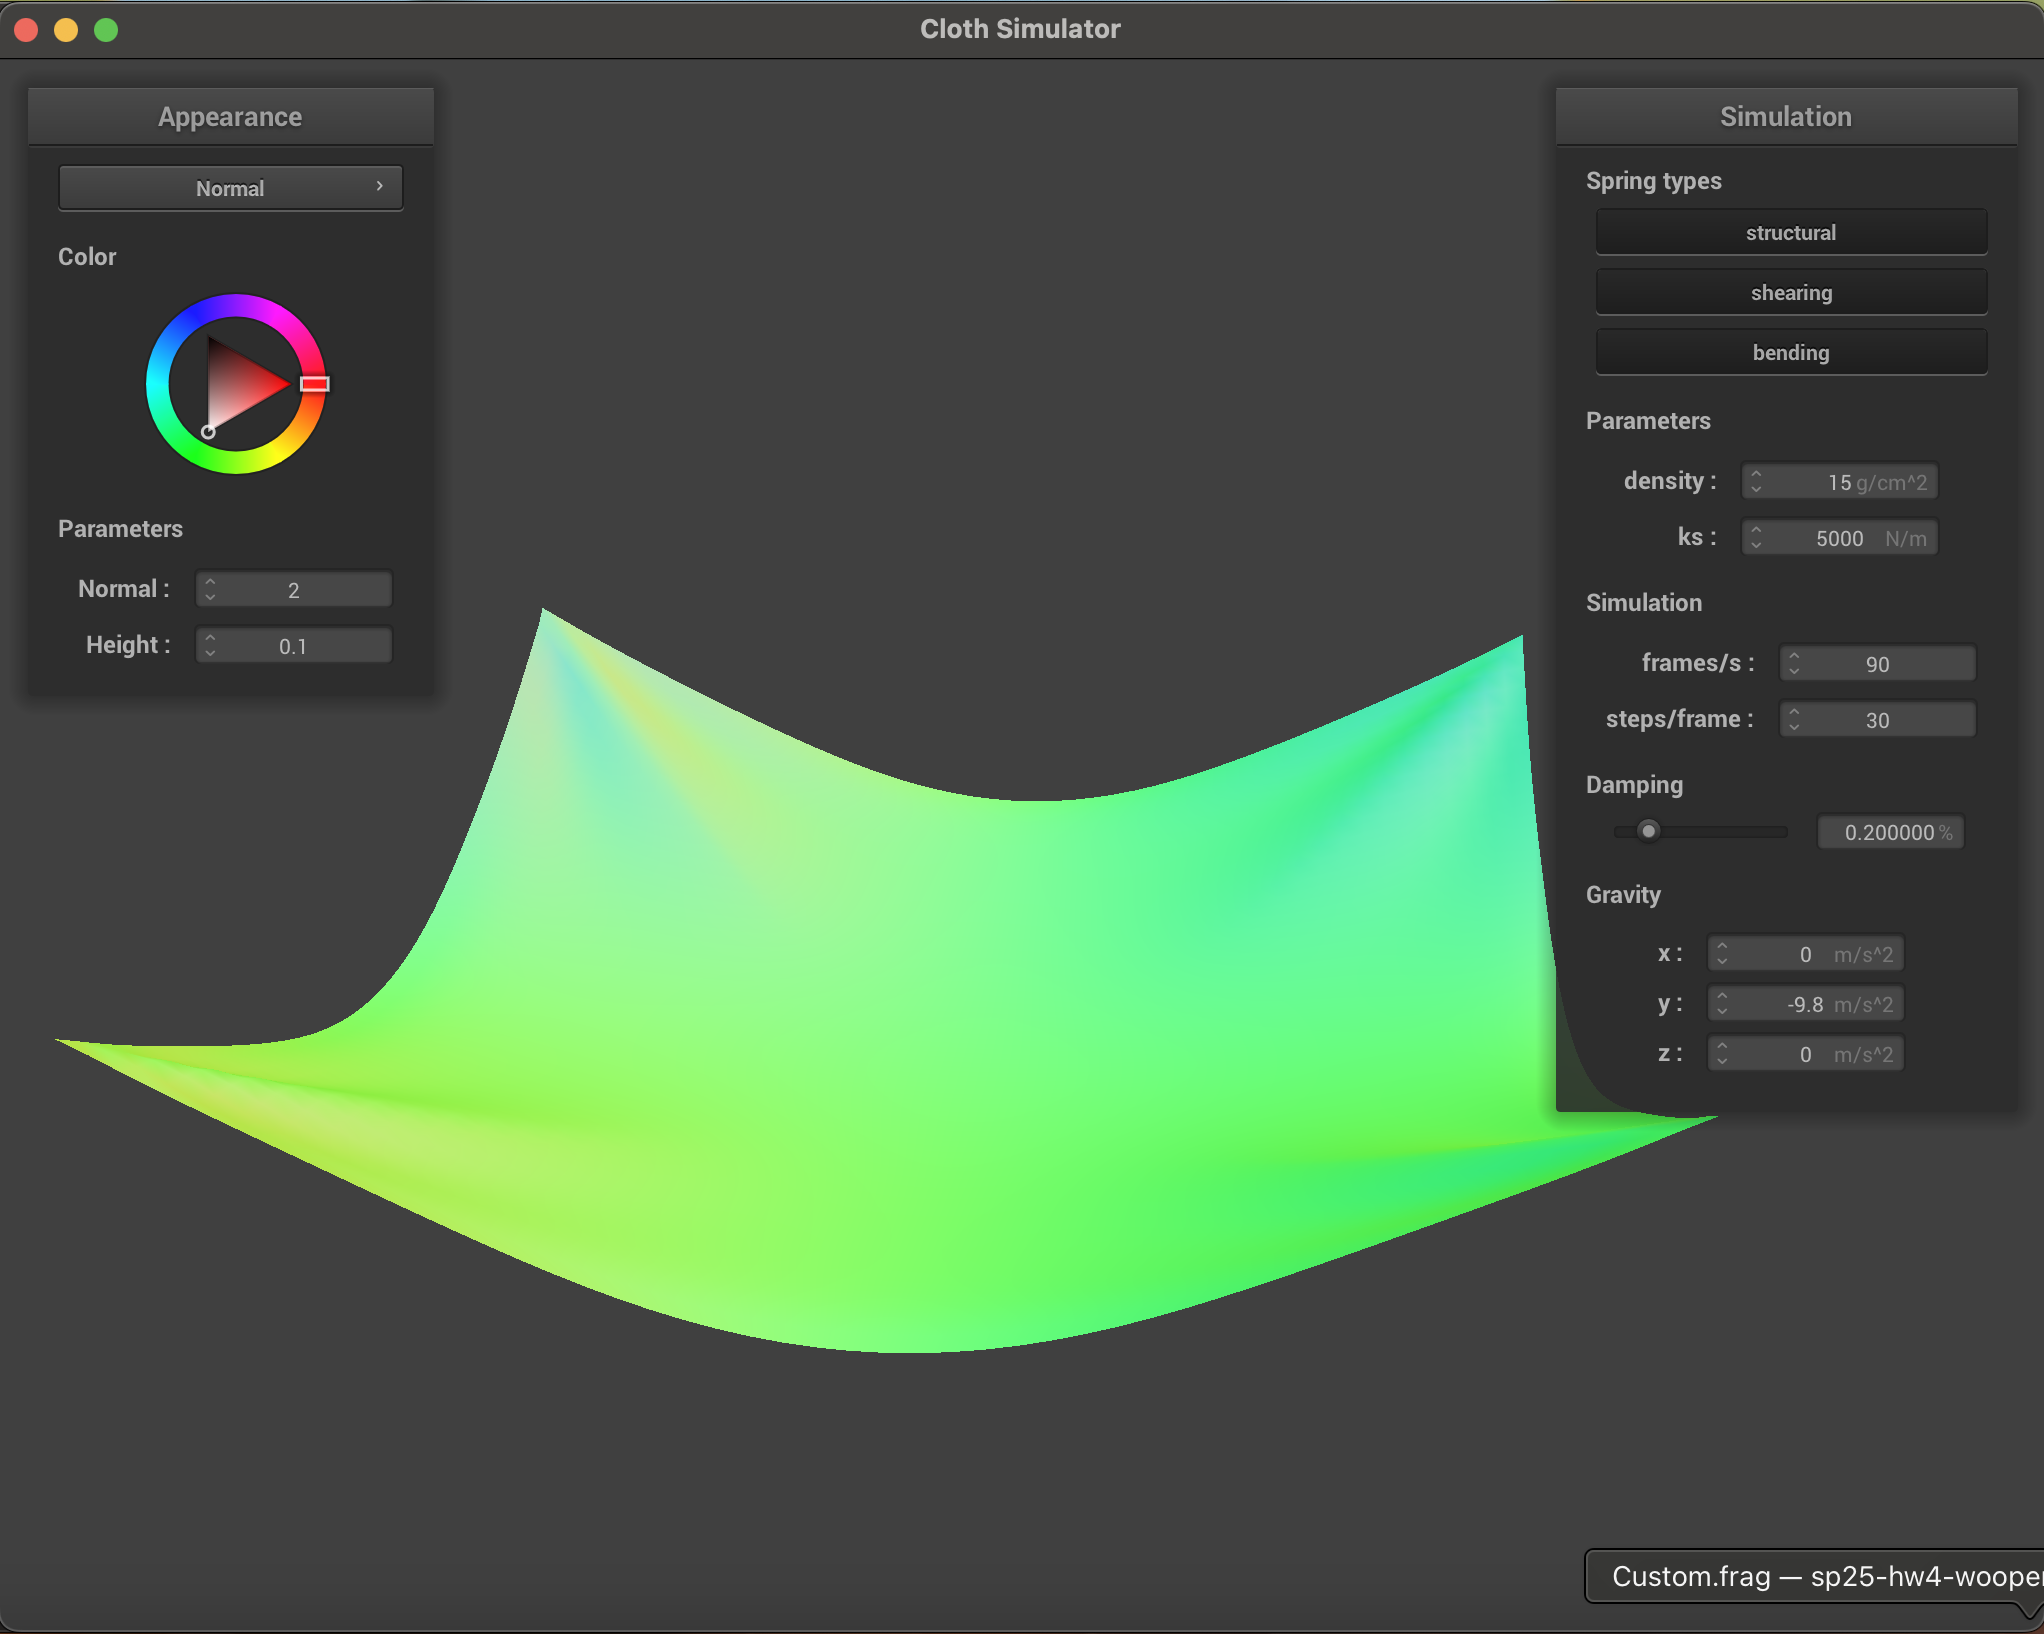 Cloth Simulator
Appearance
Normal
Color
Parameters
Normal : 2
Height : 0.1
Simulation
Spring types
structural
shearing
bending
Parameters
density : 15 g/cm^2
ks : 5000 N/m
Simulation
frames/s : 90
steps/frame : 30
Damping
0.200000 %
Gravity
x : 0 m/s^2
y : -9.8 m/s^2
z : 0 m/s^2
Custom.frag — sp25-hw4-wooper